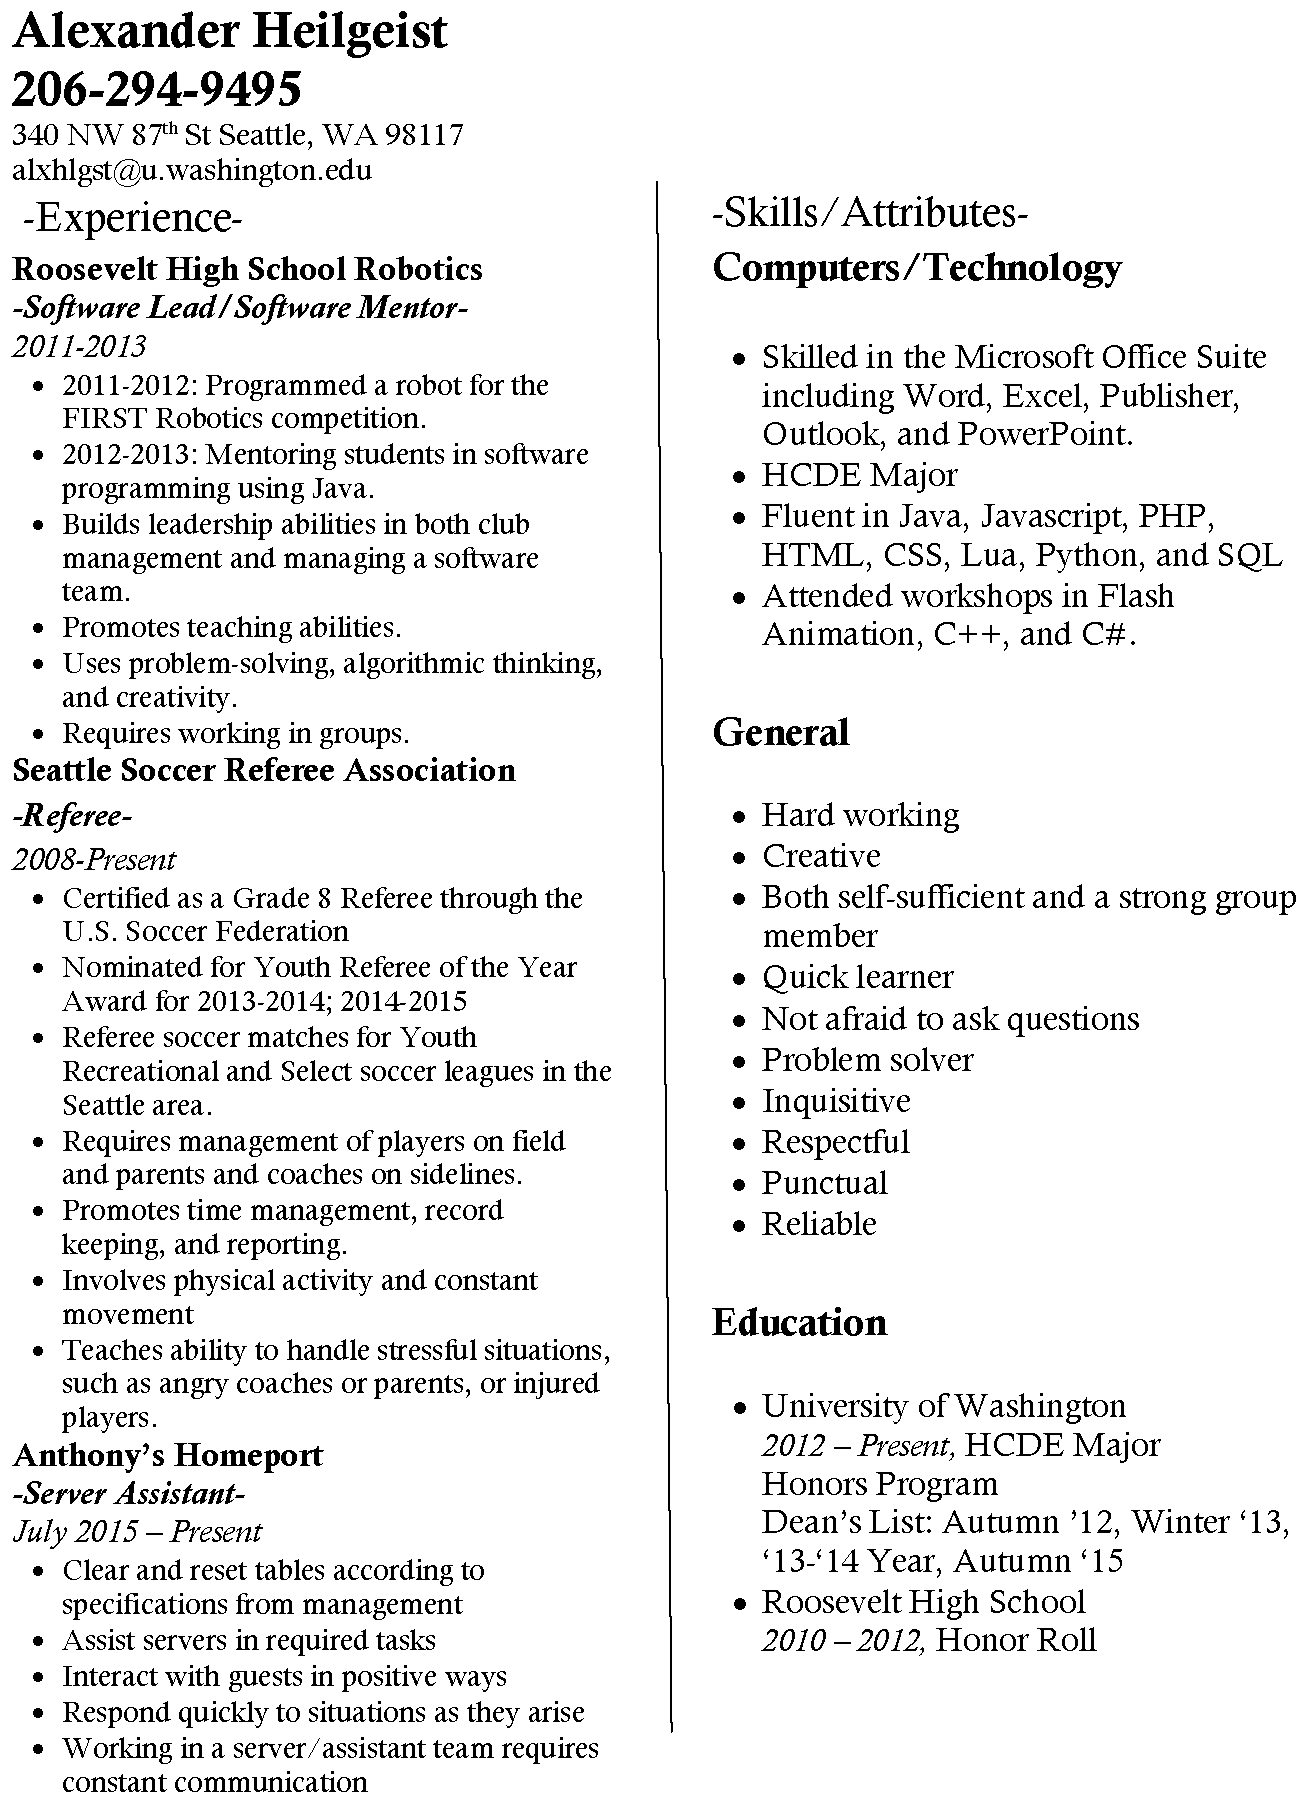 Alexander Heilgeist
206-294-9495
340 NW 87th St Seattle, WA 98117
alxhlgst@u.washington.edu
-Experience-
Roosevelt High School Robotics
-Software Lead/Software Mentor-
2011-2013
• 2011-2012: Programmed a robot for the
FIRST Robotics competition.
• 2012-2013: Mentoring students in software
programming using Java.
• Builds leadership abilities in both club
management and managing a software
team.
• Promotes teaching abilities.
• Uses problem-solving, algorithmic thinking,
and creativity.
• Requires working in groups.
Seattle Soccer Referee Association
-Referee-
2008-Present
• Certified as a Grade 8 Referee through the
U.S. Soccer Federation
• Nominated for Youth Referee of the Year
Award for 2013-2014; 2014-2015
• Referee soccer matches for Youth
Recreational and Select soccer leagues in the
Seattle area.
• Requires management of players on field
and parents and coaches on sidelines.
• Promotes time management, record
keeping, and reporting.
• Involves physical activity and constant
movement
• Teaches ability to handle stressful situations,
such as angry coaches or parents, or injured
players.
Anthony’s Homeport
-Server Assistant-
July 2015 – Present
• Clear and reset tables according to
specifications from management
• Assist servers in required tasks
• Interact with guests in positive ways
• Respond quickly to situations as they arise
• Working in a server/assistant team requires
constant communication
-Skills/Attributes-
Computers/Technology
• Skilled in the Microsoft Office Suite
including Word, Excel, Publisher,
Outlook, and PowerPoint.
• HCDE Major
• Fluent in Java, Javascript, PHP,
HTML, CSS, Lua, Python, and SQL
• Attended workshops in Flash
Animation, C++, and C#.
General
• Hard working
• Creative
• Both self-sufficient and a strong group
member
• Quick learner
• Not afraid to ask questions
• Problem solver
• Inquisitive
• Respectful
• Punctual
• Reliable
Education
• University of Washington
2012 – Present, HCDE Major
Honors Program
Dean’s List: Autumn ’12, Winter ‘13,
‘13-‘14 Year, Autumn ‘15
• Roosevelt High School
2010 – 2012, Honor Roll